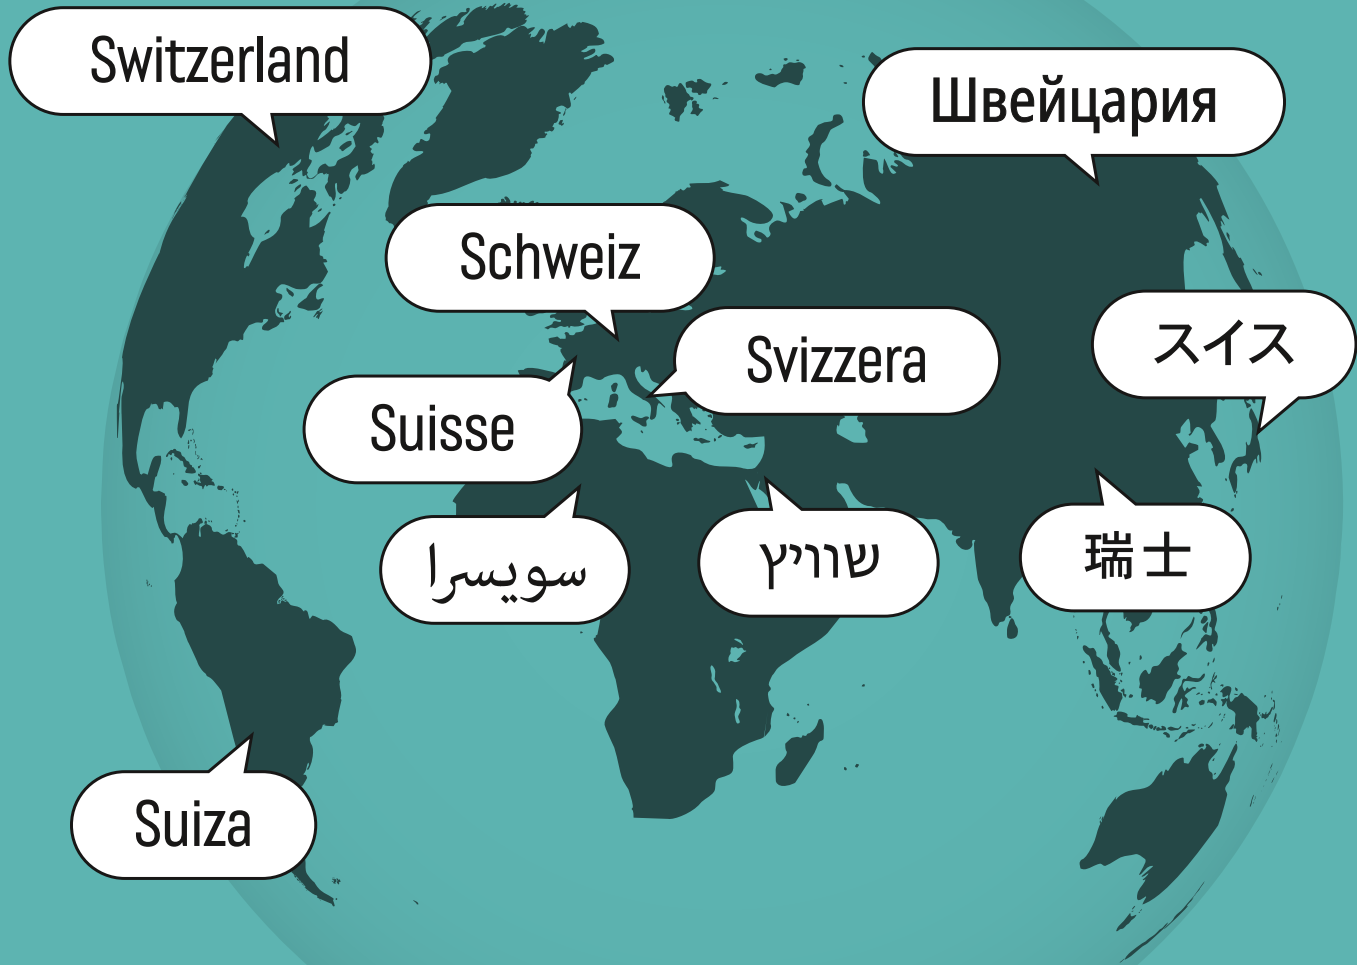 Switzerland
Швейцария
Schweiz
スイス
Svizzera
Suisse
سويسرا
שווייץ
瑞士
Suiza